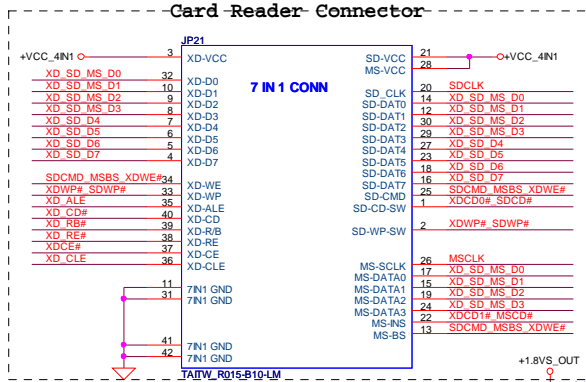 Card Reader Connector
JP21
+VCC_4IN1 3 XD-VCC SD-VCC 21 +VCC_4IN1
MS-VCC 28
7 IN 1 CONN
XD_SD_MS_D0 32 XD-D0 SD_CLK 20 SDCLK
XD_SD_MS_D1 10 XD-D1 SD-DAT0 14 XD_SD_MS_D0
XD_SD_MS_D2 9 XD-D2 SD-DAT1 12 XD_SD_MS_D1
XD_SD_MS_D3 8 XD-D3 SD-DAT2 30 XD_SD_MS_D2
XD_SD_D4 7 XD-D4 SD-DAT3 29 XD_SD_MS_D3
XD_SD_D5 6 XD-D5 SD-DAT4 27 XD_SD_D4
XD_SD_D6 5 XD-D6 SD-DAT5 23 XD_SD_D5
XD_SD_D7 4 XD-D7 SD-DAT6 18 XD_SD_D6
SD-DAT7 16 XD_SD_D7
SDCMD_MSBS_XDWE# 34 XD-WE SD-CMD 25 SDCMD_MSBS_XDWE#
XDWP#_SDWP# 33 XD-WP SD-CD-SW 1 XDCD0#_SDCD#
XD_ALE 35 XD-ALE
XD_CD# 40 XD-CD SD-WP-SW 2 XDWP#_SDWP#
XD_RB# 39 XD-R/B
XD_RE# 38 XD-RE
XDCE# 37 XD-CE
XD_CLE 36 XD-CLE MS-SCLK 26 MSCLK
MS-DATA0 17 XD_SD_MS_D0
11 7IN1 GND MS-DATA1 15 XD_SD_MS_D1
31 7IN1 GND MS-DATA2 19 XD_SD_MS_D2
MS-DATA3 24 XD_SD_MS_D3
MS-INS 22 XDCD1#_MSCD#
MS-BS 13 SDCMD_MSBS_XDWE#
41 7IN1 GND
42 7IN1 GND
+1.8VS_OUT
TAITW_R015-B10-LM